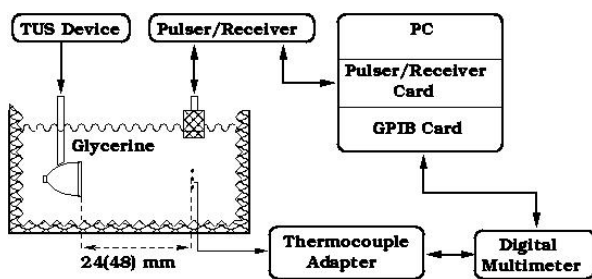 TUS Device
Pulser/Receiver
PC
Pulser/Receiver
Card
GPIB Card
Glycerine
24(48) mm
Thermocouple
Adapter
Digital
Multimeter